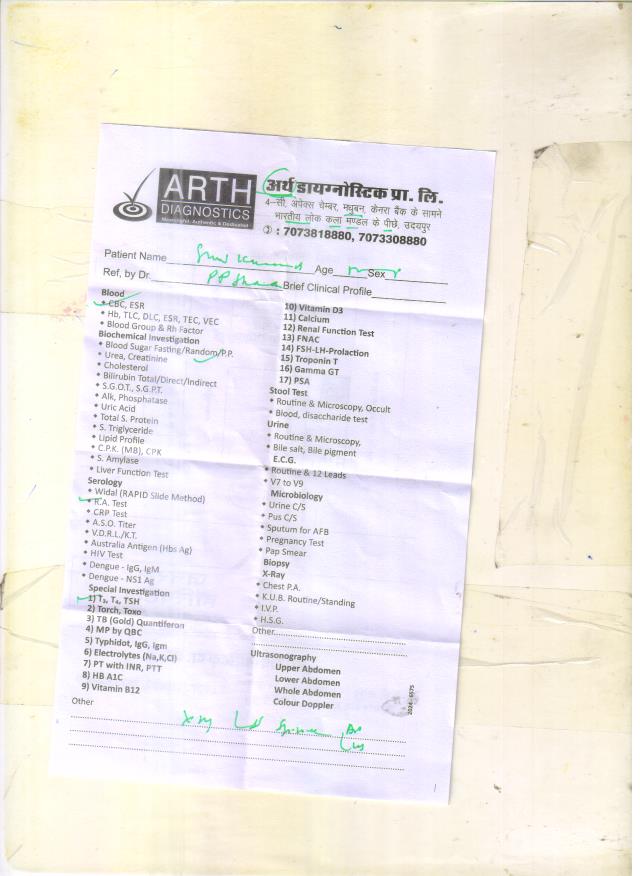 ARTH
DIAGNOSTICS
Meaningful, Authentic & Dedicated
अर्थ डायग्नोस्टिक प्रा. लि.
4–सी, अपेक्स चेम्बर, मधुबन, केनरा बैंक के सामने
भारतीय लोक कला मण्डल के पीछे, उदयपुर
: 7073818880, 7073308880
Patient Name Age Sex
Ref, by Dr. PP Brief Clinical Profile
Blood
CBC, ESR
Hb, TLC, DLC, ESR, TEC, VEC
Blood Group & Rh Factor
Biochemical Investigation
Blood Sugar Fasting/Random/P.P.
Urea, Creatinine
Cholesterol
Bilirubin Total/Direct/Indirect
S.G.O.T., S.G.P.T.
Alk, Phosphatase
Uric Acid
Total S. Protein
S. Triglyceride
Lipid Profile
C.P.K. (MB), CPK
S. Amylase
Liver Function Test
Serology
Widal (RAPID Slide Method)
R.A. Test
CRP Test
A.S.O. Titer
V.D.R.L./K.T.
Australia Antigen (Hbs Ag)
HIV Test
Dengue - IgG, IgM
Dengue - NS1 Ag
Special Investigation
1) T₃, T₄, TSH
2) Torch, Toxo
3) TB (Gold) Quantiferon
4) MP by QBC
5) Typhidot, IgG, Igm
6) Electrolytes (Na,K,Cl)
7) PT with INR, PTT
8) HB A1C
9) Vitamin B12
10) Vitamin D3
11) Calcium
12) Renal Function Test
13) FNAC
14) FSH-LH-Prolaction
15) Troponin T
16) Gamma GT
17) PSA
Stool Test
Routine & Microscopy, Occult
Blood, disaccharide test
Urine
Routine & Microscopy,
Bile salt, Bile pigment
E.C.G.
Routine & 12 Leads
V7 to V9
Microbiology
Urine C/S
Pus C/S
Sputum for AFB
Pregnancy Test
Pap Smear
Biopsy
X-Ray
Chest P.A.
K.U.B. Routine/Standing
I.V.P.
H.S.G.
Other
Ultrasonography
Upper Abdomen
Lower Abdomen
Whole Abdomen
Colour Doppler
Other
Spine